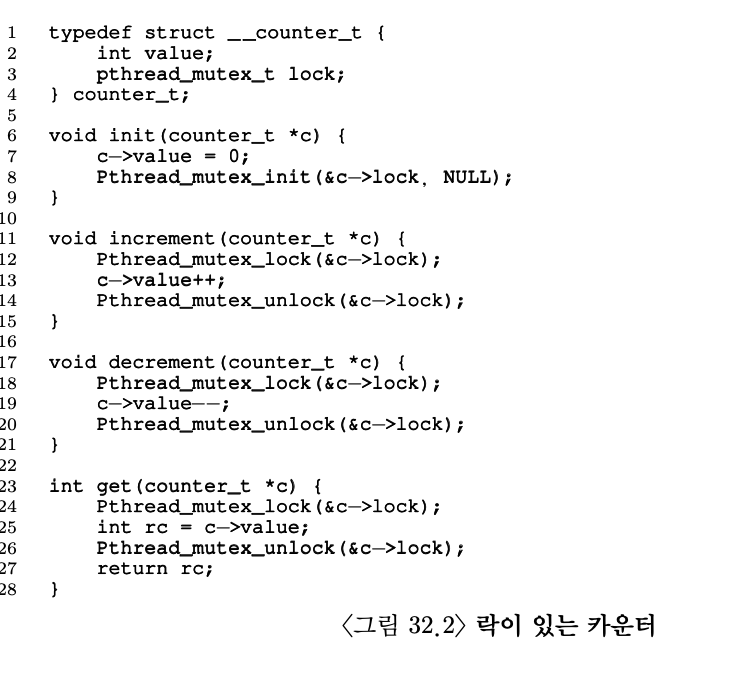 1 typedef struct __counter_t {
2 int value;
3 pthread_mutex_t lock;
4 } counter_t;
5
6 void init(counter_t *c) {
7 c—>value = 0;
8 Pthread_mutex_init(&c—>lock, NULL);
9 }
10
11 void increment(counter_t *c) {
12 Pthread_mutex_lock(&c—>lock);
13 c—>value++;
14 Pthread_mutex_unlock(&c—>lock);
15 }
16
17 void decrement(counter_t *c) {
18 Pthread_mutex_lock(&c—>lock);
19 c—>value——;
20 Pthread_mutex_unlock(&c—>lock);
21 }
22
23 int get(counter_t *c) {
24 Pthread_mutex_lock(&c—>lock);
25 int rc = c—>value;
26 Pthread_mutex_unlock(&c—>lock);
27 return rc;
28 }
〈그림 32.2〉 락이 있는 카운터